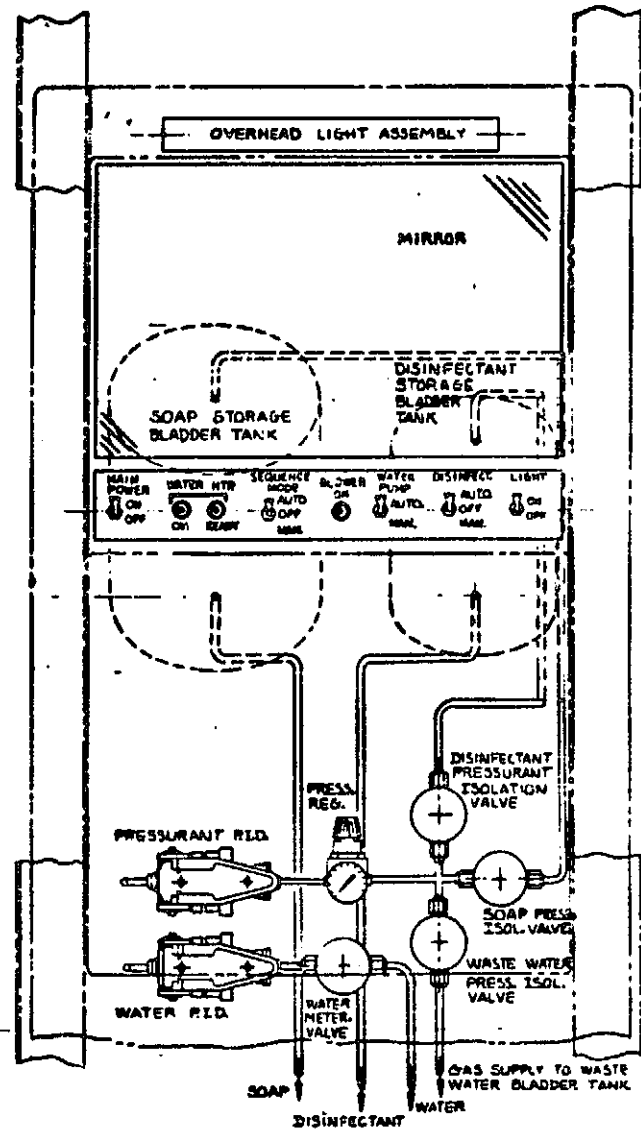 OVERHEAD LIGHT ASSEMBLY
MIRROR
DISINFECTANT
STORAGE
BLADDER
TANK
SOAP STORAGE
BLADDER TANK
MAIN
POWER
ON
OFF
WATER HTR
ON READY
SEQUENCE
MODE
AUTO
OFF
MAN.
BLOWER
ON
WATER
PUMP
AUTO.
MAN.
DISINFECT
AUTO.
OFF
MAN.
LIGHT
ON
OFF
DISINFECTANT
PRESSURANT
ISOLATION
VALVE
PRESS.
REG.
PRESSURANT P.I.D.
SOAP PRESS
ISOL. VALVE
WASTE WATER
PRESS ISOL.
VALVE
WATER P.I.D.
WATER
METER.
VALVE
GAS SUPPLY TO WASTE
WATER BLADDER TANK
SOAP
WATER
DISINFECTANT